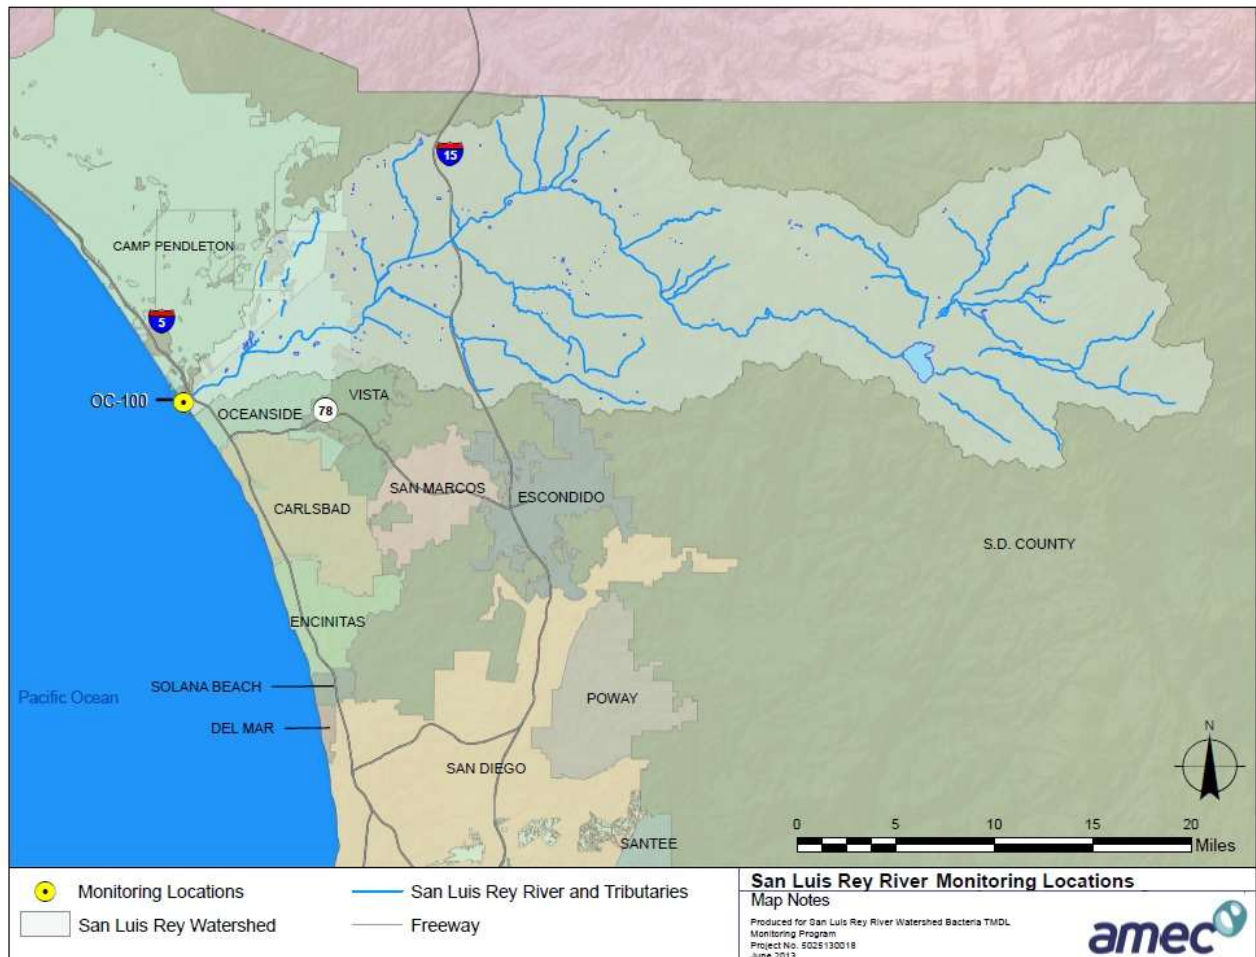 15
CAMP PENDLETON
5
OC-100
OCEANSIDE
VISTA
78
SAN MARCOS
ESCONDIDO
CARLSBAD
S.D. COUNTY
ENCINITAS
SOLANA BEACH
Pacific Ocean
POWAY
DEL MAR
N
SAN DIEGO
0 5 10 15 20
Miles
SANTEE
Monitoring Locations
San Luis Rey River and Tributaries
San Luis Rey Watershed
Freeway
San Luis Rey River Monitoring Locations
Map Notes
Produced for San Luis Rey River Watershed Bacteria TMDL
Monitoring Program
Project No. 5025130018
June 2013
amec